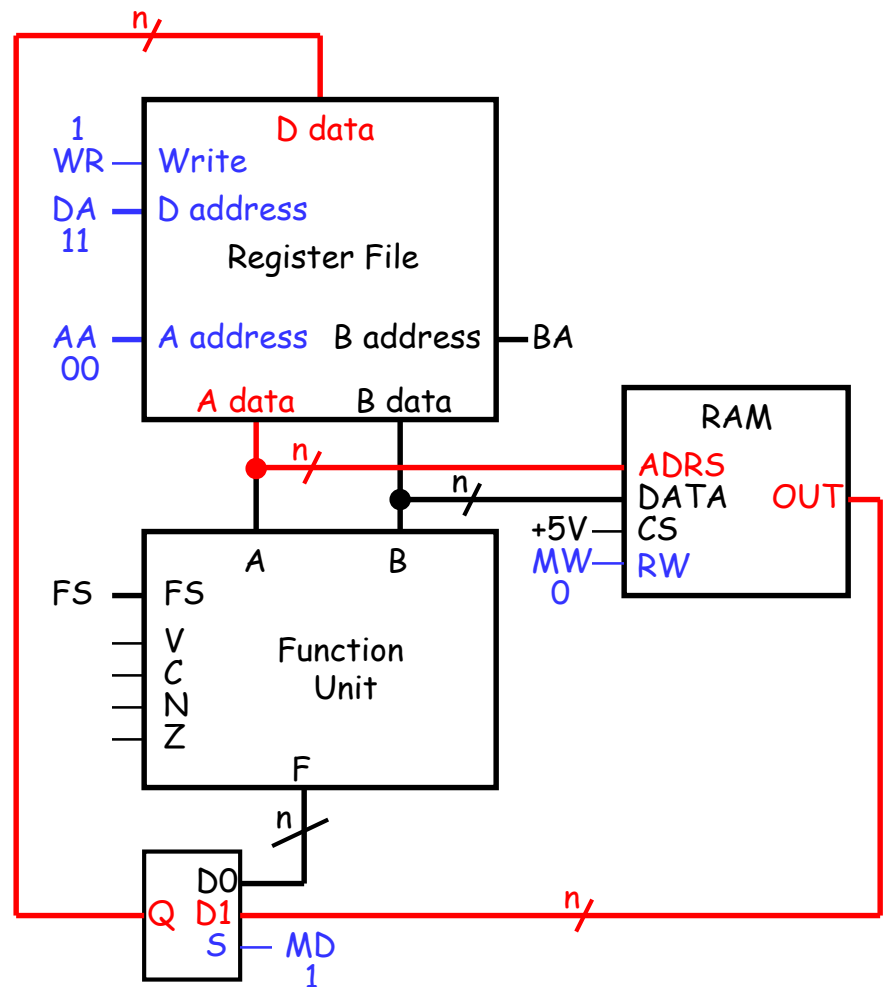 n
D data
1
WR Write
DA D address
11
Register File
AA A address B address BA
00
A data B data
RAM
n
ADRS
n
DATA OUT
+5V CS
MW RW
0
A B
FS FS
V
C
N
Z
Function
Unit
F
n
D0
n
Q D1
S MD
1